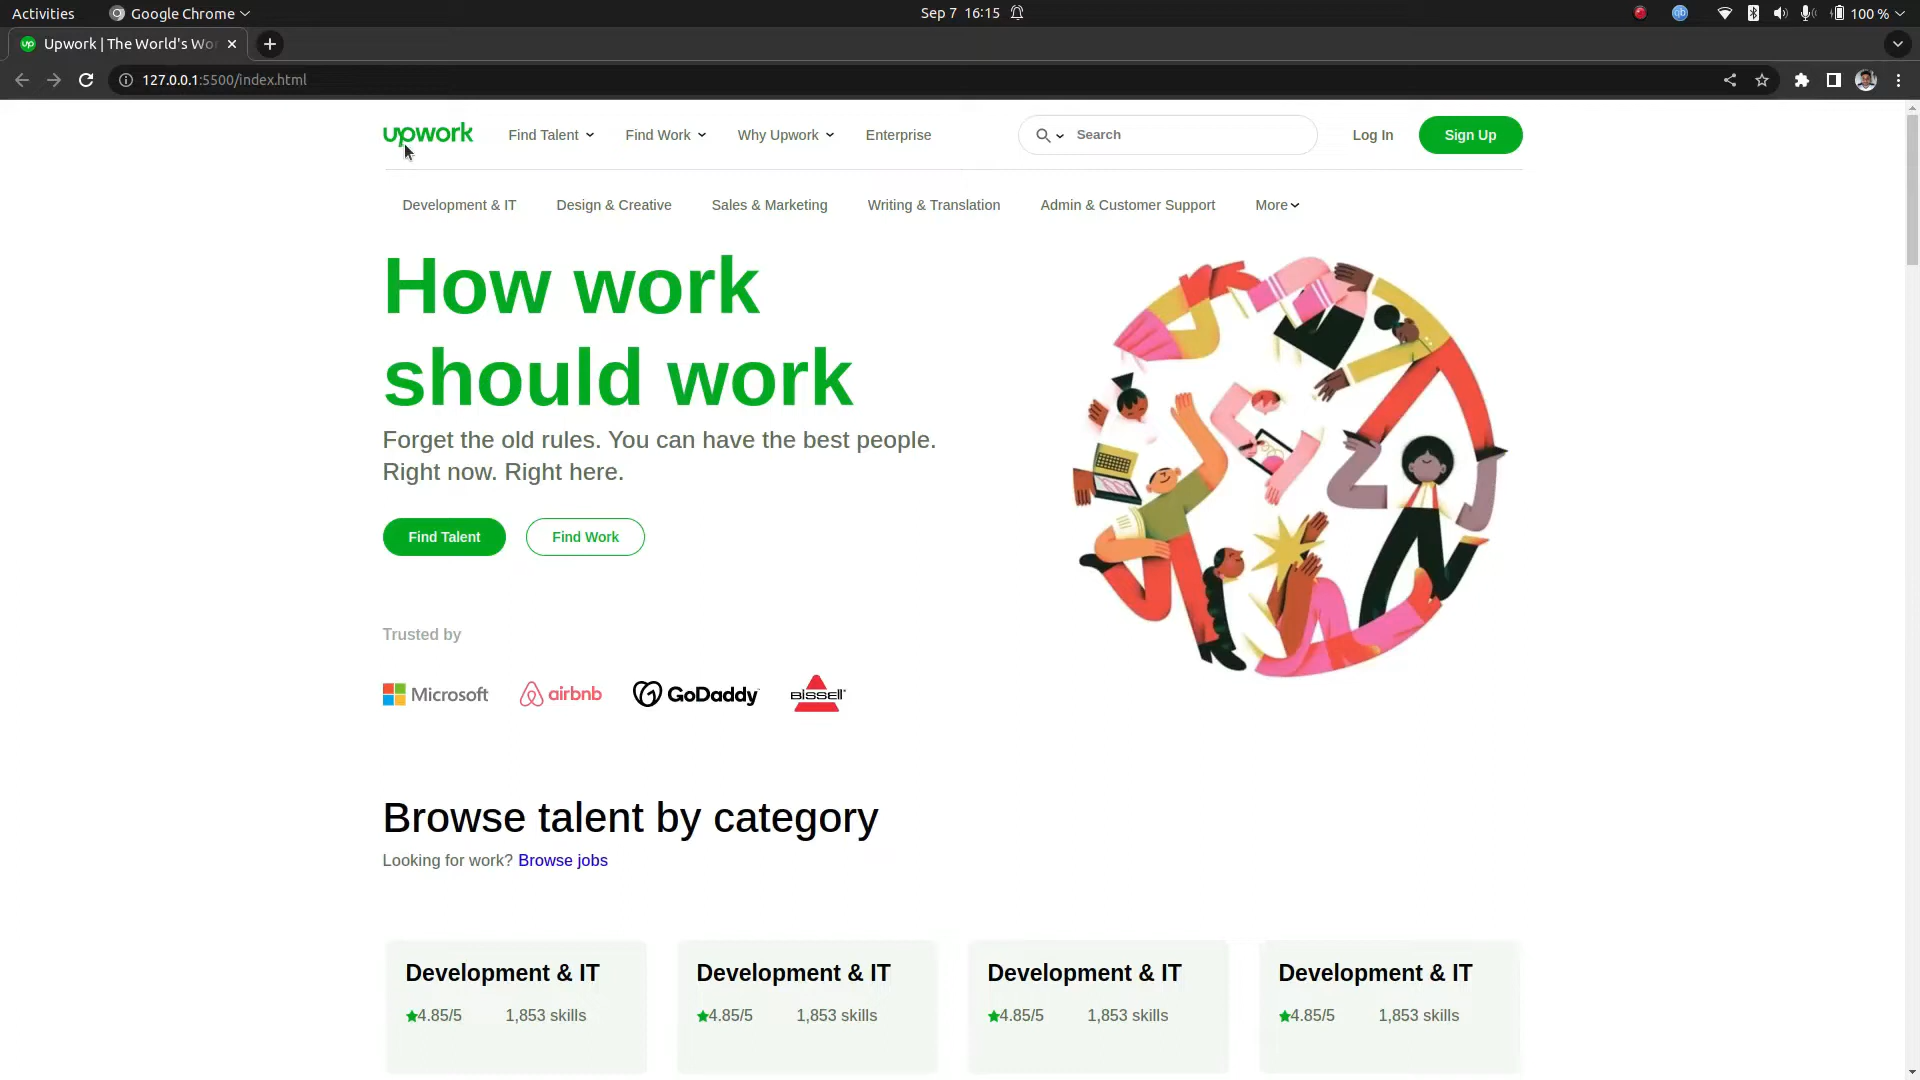 Activities
Google Chrome
Sep 7 16:15
100 %
Upwork | The World's Wo
127.0.0.1:5500/index.html
upwork
Find Talent
Find Work
Why Upwork
Enterprise
Search
Log In
Sign Up
Development & IT
Design & Creative
Sales & Marketing
Writing & Translation
Admin & Customer Support
More
How work
should work
Forget the old rules. You can have the best people.
Right now. Right here.
Find Talent
Find Work
Trusted by
Microsoft
airbnb
GoDaddy
BISSELL
Browse talent by category
Looking for work? Browse jobs
Development & IT
4.85/5 1,853 skills
Development & IT
4.85/5 1,853 skills
Development & IT
4.85/5 1,853 skills
Development & IT
4.85/5 1,853 skills